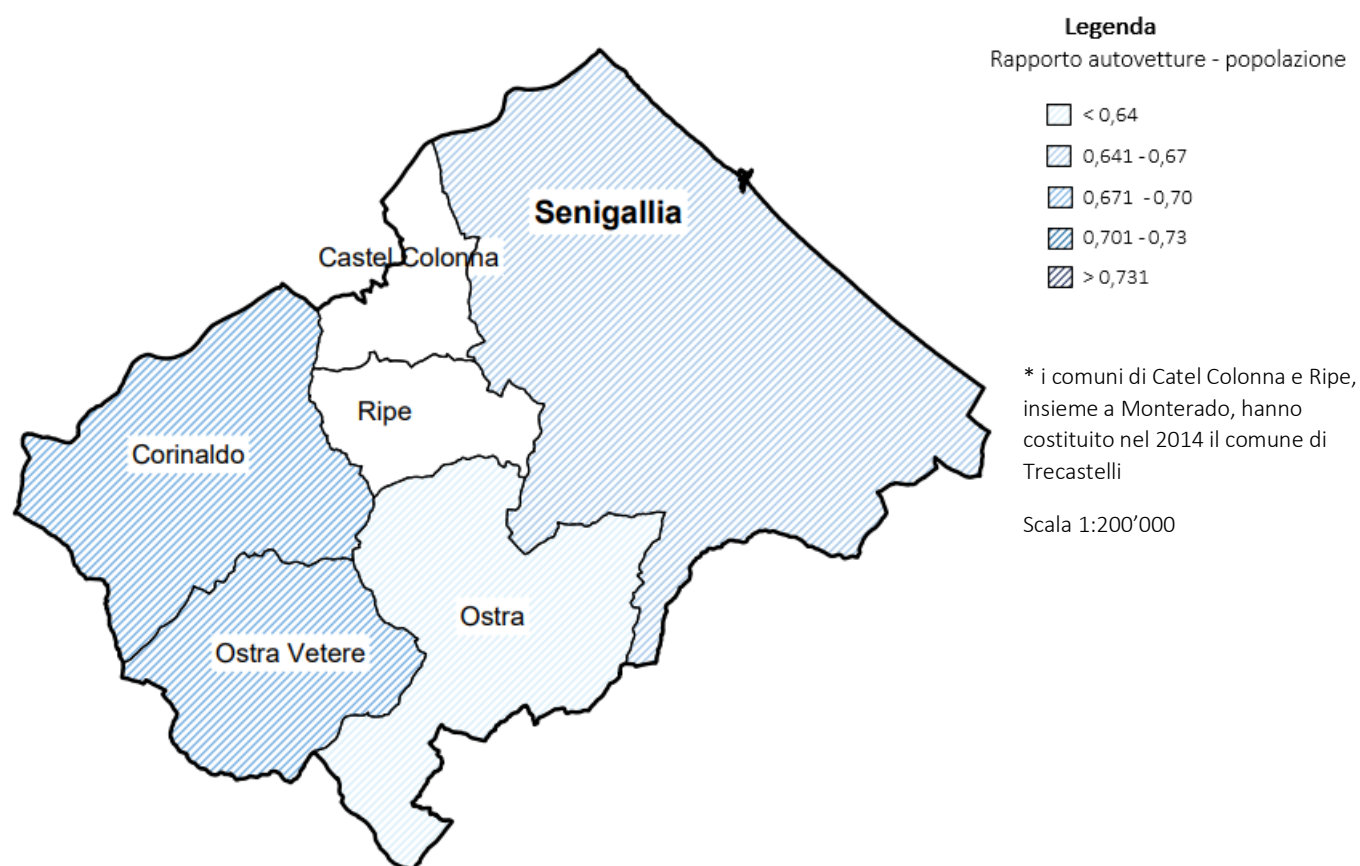 Legenda
Rapporto autovetture - popolazione
< 0,64
0,641 - 0,67
0,671 - 0,70
0,701 - 0,73
> 0,731
Senigallia
Castel Colonna
Ripe
Corinaldo
Ostra
Ostra Vetere
* i comuni di Catel Colonna e Ripe,
insieme a Monterado, hanno
costituito nel 2014 il comune di
Trecastelli
Scala 1:200’000